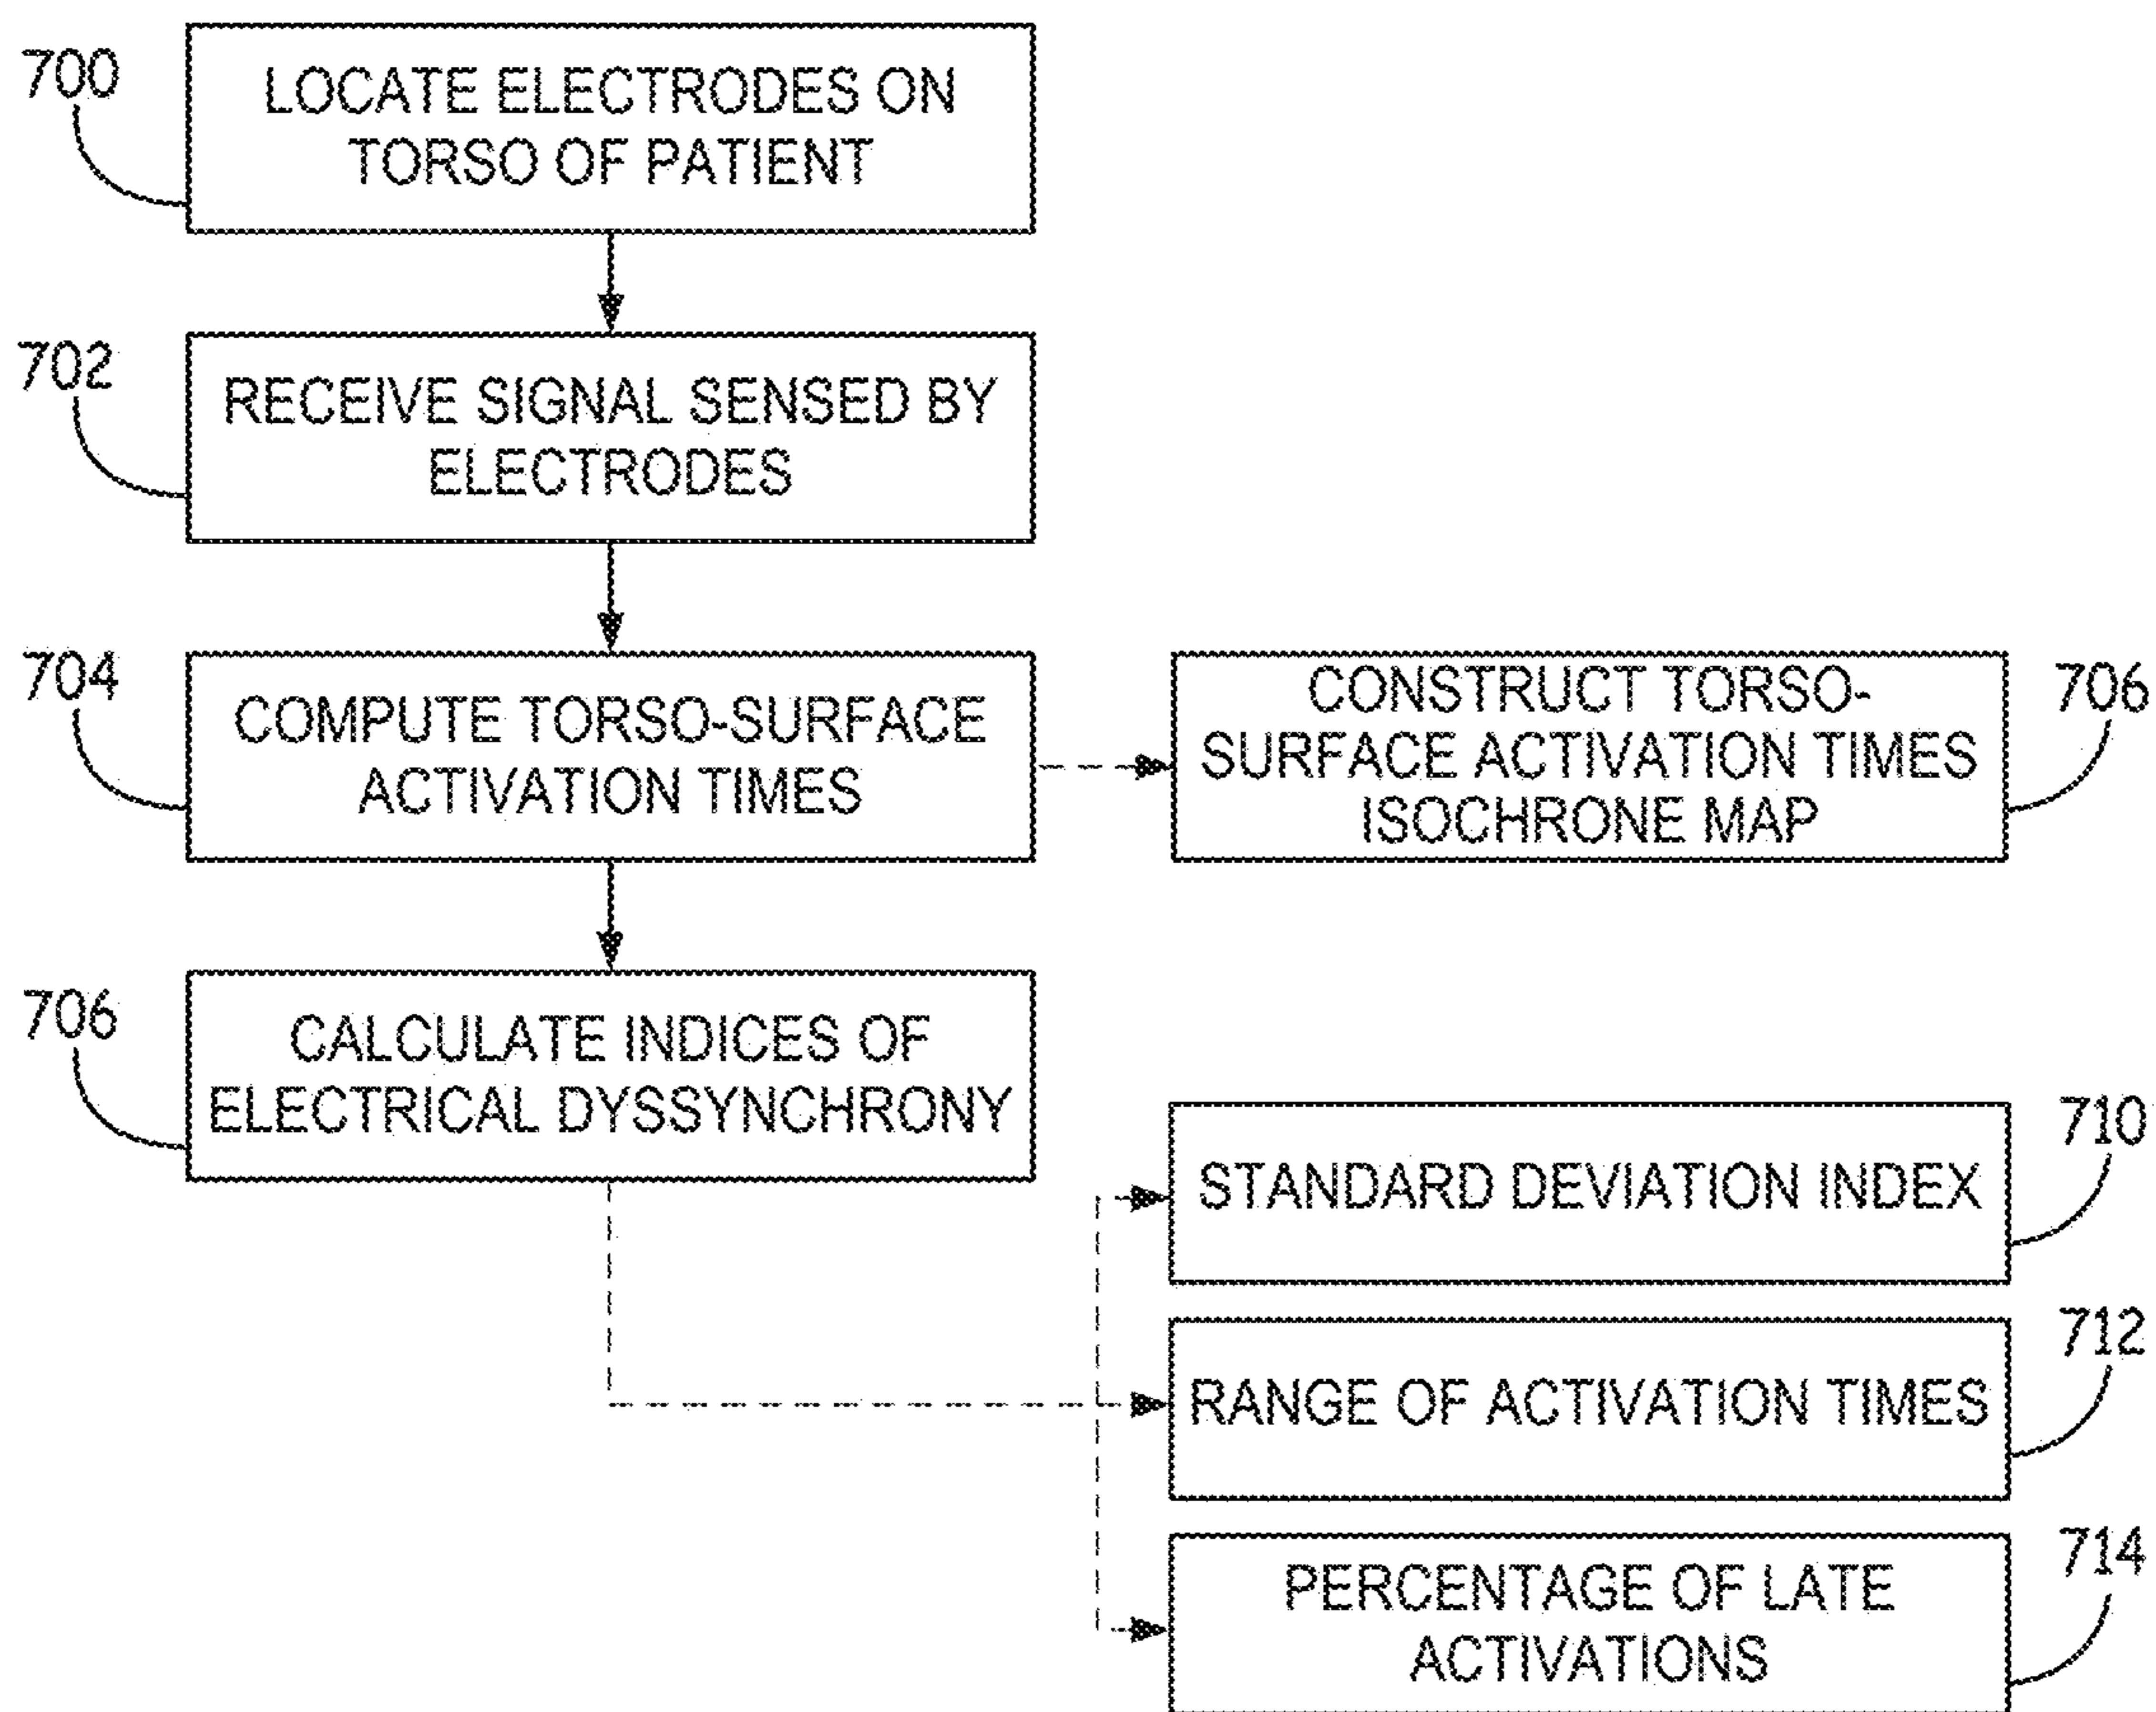 700
LOCATE ELECTRODES ON
TORSO OF PATIENT
702
RECEIVE SIGNAL SENSED BY
ELECTRODES
704
COMPUTE TORSO-SURFACE
ACTIVATION TIMES
CONSTRUCT TORSO-
SURFACE ACTIVATION TIMES
ISOCHRONE MAP
706
706
CALCULATE INDICES OF
ELECTRICAL DYSSYNCHRONY
STANDARD DEVIATION INDEX
710
RANGE OF ACTIVATION TIMES
712
PERCENTAGE OF LATE
ACTIVATIONS
714